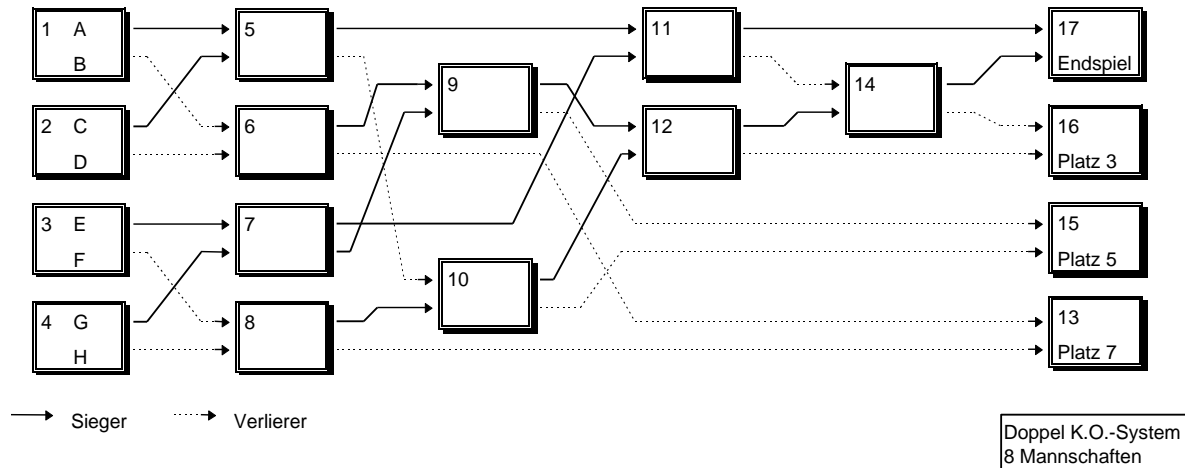 1 A
B
2 C
D
3 E
F
4 G
H
5
6
7
8
9
10
11
12
14
17
Endspiel
16
Platz 3
15
Platz 5
13
Platz 7
Sieger
Verlierer
Doppel K.O.-System
8 Mannschaften